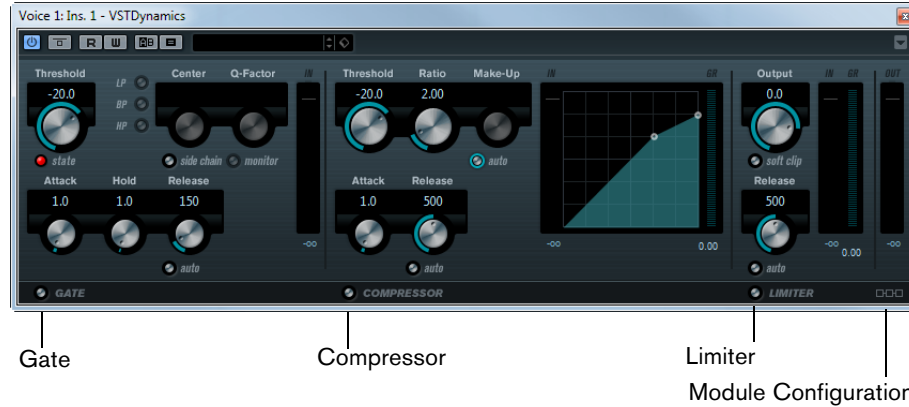 Voice 1: Ins. 1 - VSTDynamics
R W AB
Threshold Center Q-Factor IN Threshold Ratio Make-Up IN GR Output IN GR OUT
LP
-20.0 -20.0 2.00 0.0
BP
HP
state side chain monitor auto soft clip
Attack Hold Release Attack Release Release
1.0 1.0 150 1.0 500 500
-∞ -∞ 0.00 -∞ 0.00 -∞
auto auto auto
GATE COMPRESSOR LIMITER
Gate Compressor Limiter
Module Configuration